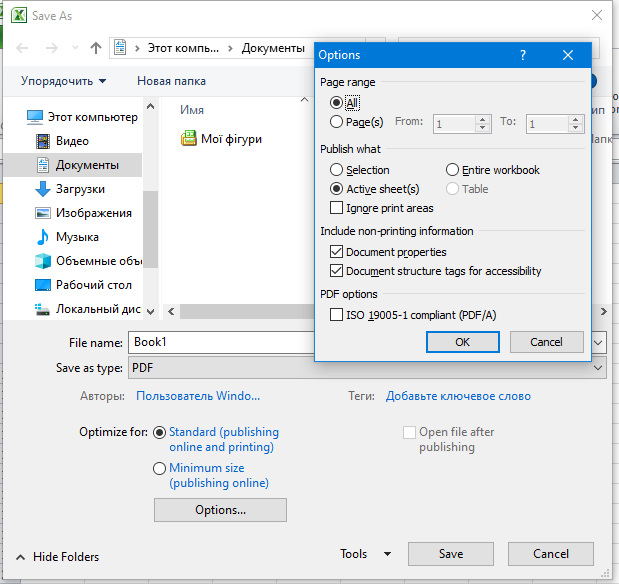 Save As
Этот компь... Документы
Упорядочить Новая папка
Этот компьютер
Видео
Документы
Загрузки
Изображения
Музыка
Объемные объе
Рабочий стол
Локальный дис
Имя
Мої фігури
ип
апк
Options ?
Page range
All
Page(s) From: 1 To: 1
Publish what
Selection Entire workbook
Active sheet(s) Table
Ignore print areas
Include non-printing information
Document properties
Document structure tags for accessibility
PDF options
ISO 19005-1 compliant (PDF/A)
OK Cancel
File name: Book1
Save as type: PDF
Авторы: Пользователь Windo... Теги: Добавьте ключевое слово
Optimize for: Standard (publishing
online and printing)
Minimum size
(publishing online)
Open file after
publishing
Options...
Hide Folders Tools Save Cancel